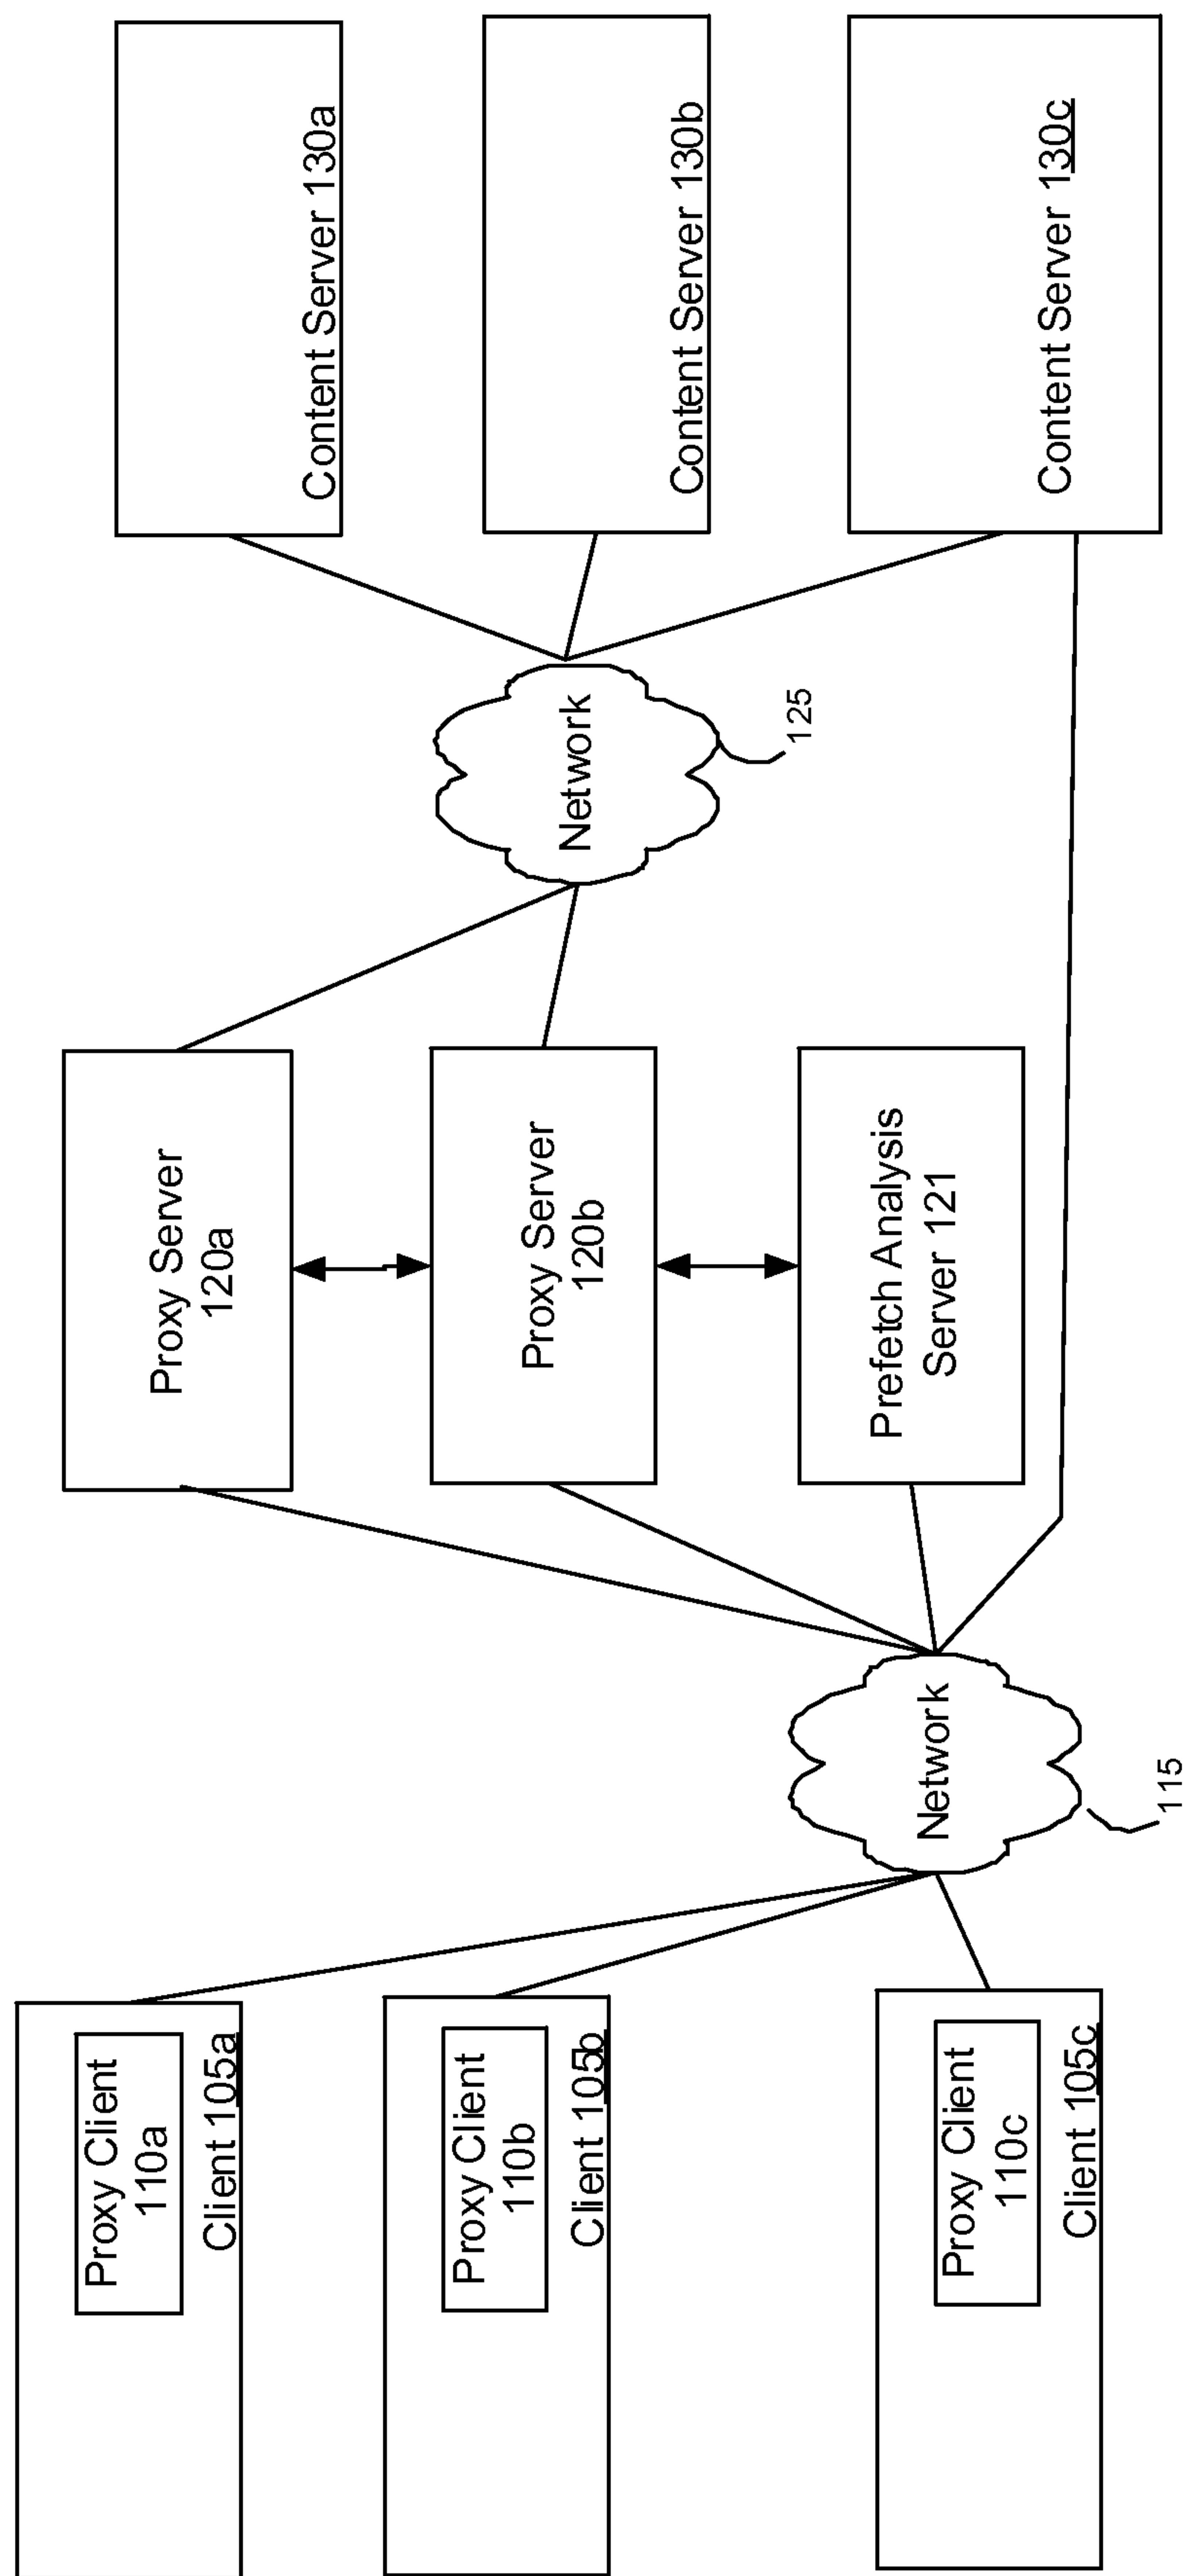 Proxy Client
110a
Client 105a
Proxy Client
110b
Client 105b
Proxy Client
110c
Client 105c
Network
115
Proxy Server
120a
Proxy Server
120b
Prefetch Analysis
Server 121
Network
125
Content Server 130a
Content Server 130b
Content Server 130c